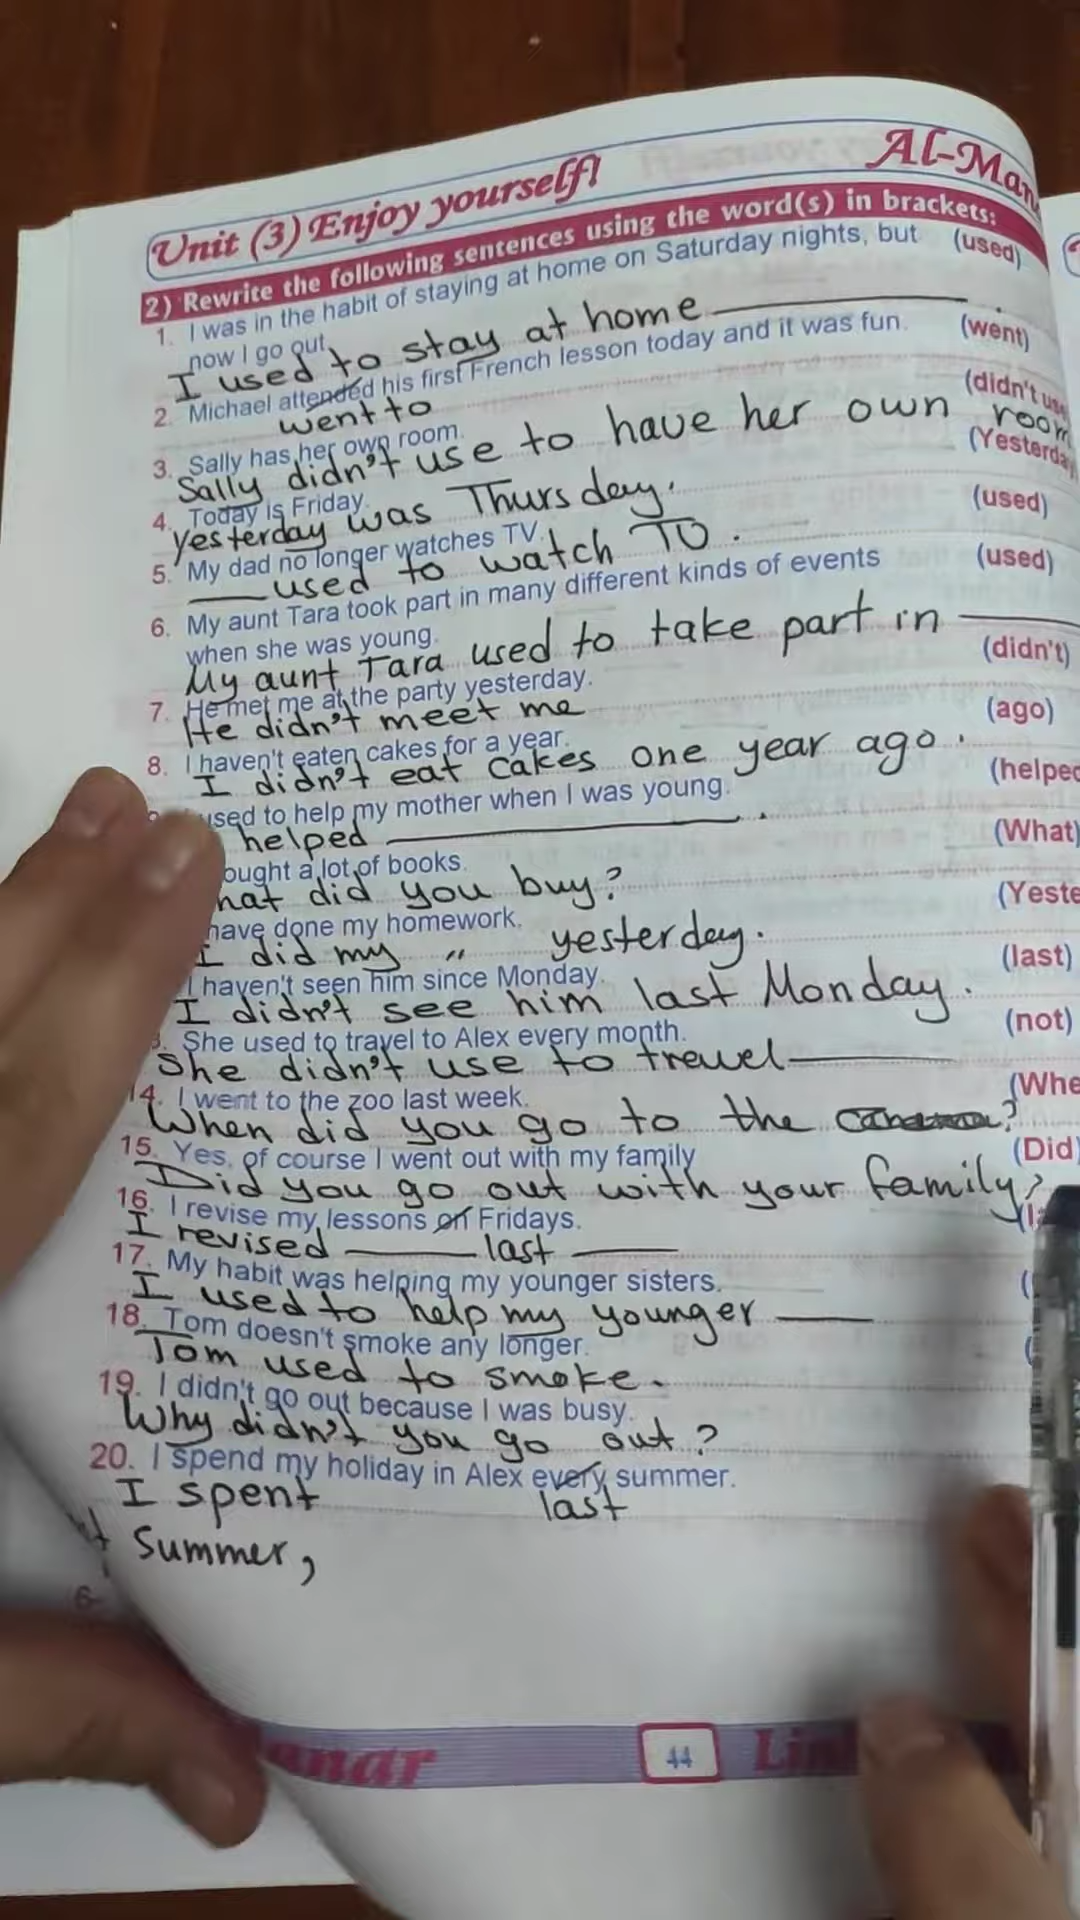 Unit (3) Enjoy yourself!
Al-Man
2) Rewrite the following sentences using the word(s) in brackets:
1. I was in the habit of staying at home on Saturday nights, but (used)
now I go out.
I used to stay at home
2. Michael attended his first French lesson today and it was fun. (went)
went to
3. Sally has her own room. (didn't use
Sally didn't use to have her own room
4. Today is Friday. (Yesterday
Yesterday was Thursday.
5. My dad no longer watches TV. (used)
used to watch TV.
6. My aunt Tara took part in many different kinds of events (used)
when she was young.
My aunt Tara used to take part in
7. He met me at the party yesterday. (didn't)
He didn't meet me
8. I haven't eaten cakes for a year. (ago)
I didn't eat cakes one year ago.
used to help my mother when I was young. (helped
helped
ought a lot of books. (What)
hat did you buy?
have done my homework. (Yeste
I did my " yesterday.
I haven't seen him since Monday. (last)
I didn't see him last Monday.
3. She used to travel to Alex every month. (not)
She didn't use to travel
14. I went to the zoo last week. (Whe
When did you go to the ?
15. Yes, of course I went out with my family (Did)
Did you go out with your family?
16. I revise my lessons on Fridays.
I revised last
17. My habit was helping my younger sisters.
I used to help my younger
18. Tom doesn't smoke any longer.
Tom used to smoke.
19. I didn't go out because I was busy.
Why didn't you go out?
20. I spend my holiday in Alex every summer.
I spent last
Summer,
anar 44 Lin